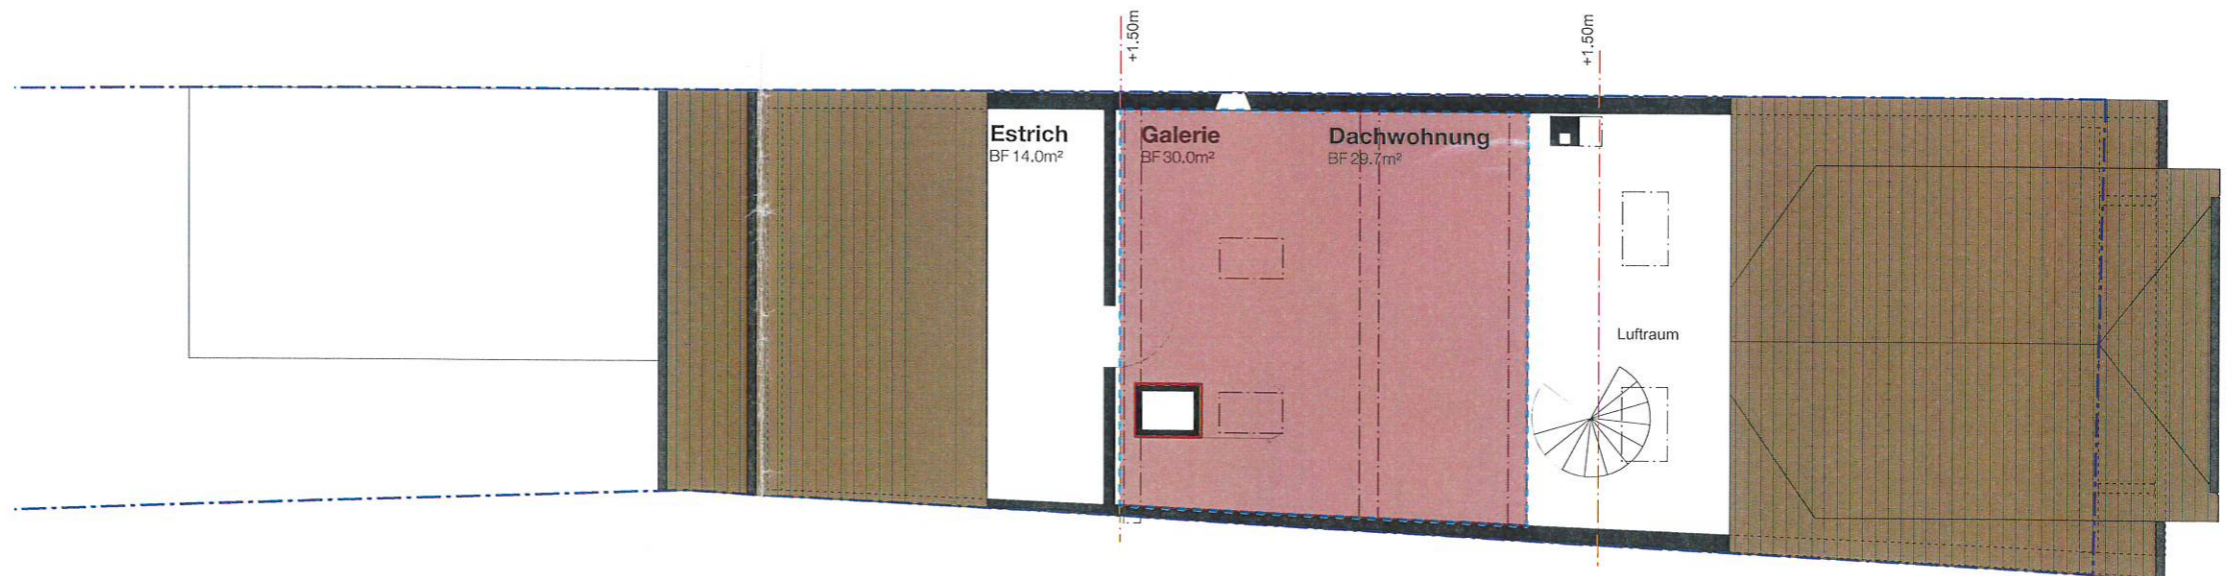 +1.50m
+1.50m
Estrich
BF 14.0m²
Galerie
BF 30.0m²
Dachwohnung
BF 29.7m²
Luftraum